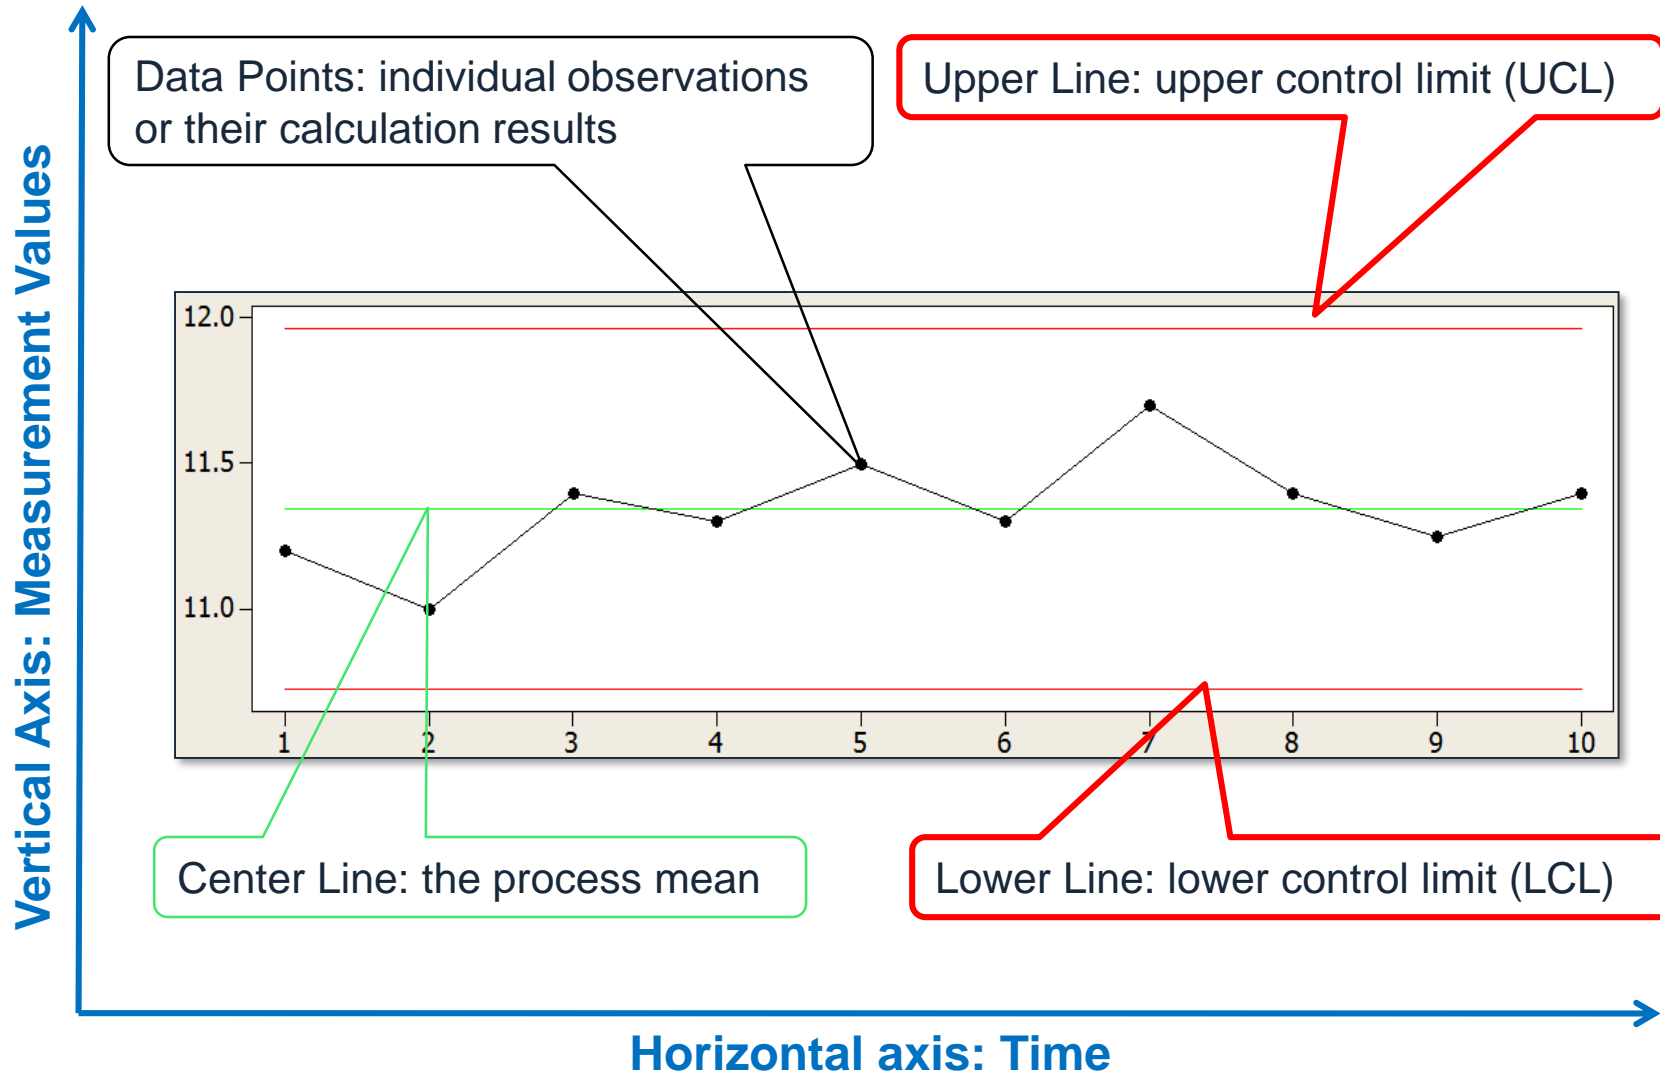 Data Points: individual observations
or their calculation results
Upper Line: upper control limit (UCL)
Vertical Axis: Measurement Values
12.0
11.5
11.0
1 2 3 4 5 6 7 8 9 10
Center Line: the process mean
Lower Line: lower control limit (LCL)
Horizontal axis: Time